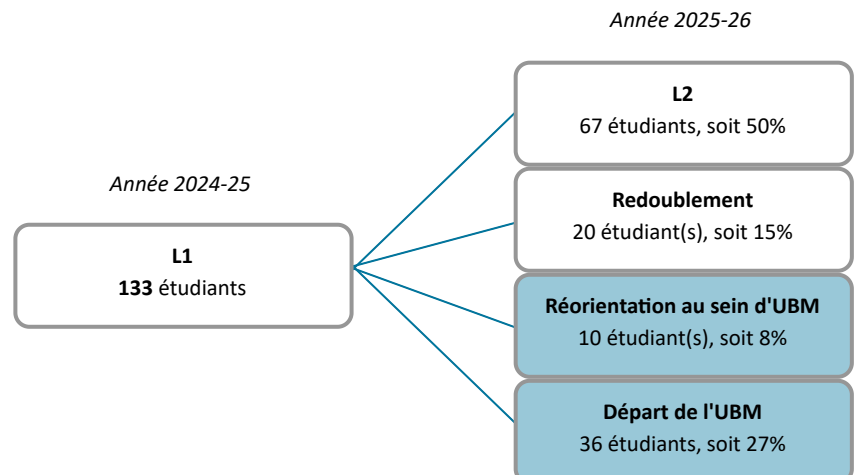 Année 2025-26
L2
67 étudiants, soit 50%
Année 2024-25
Redoublement
20 étudiant(s), soit 15%
L1
133 étudiants
Réorientation au sein d'UBM
10 étudiant(s), soit 8%
Départ de l'UBM
36 étudiants, soit 27%